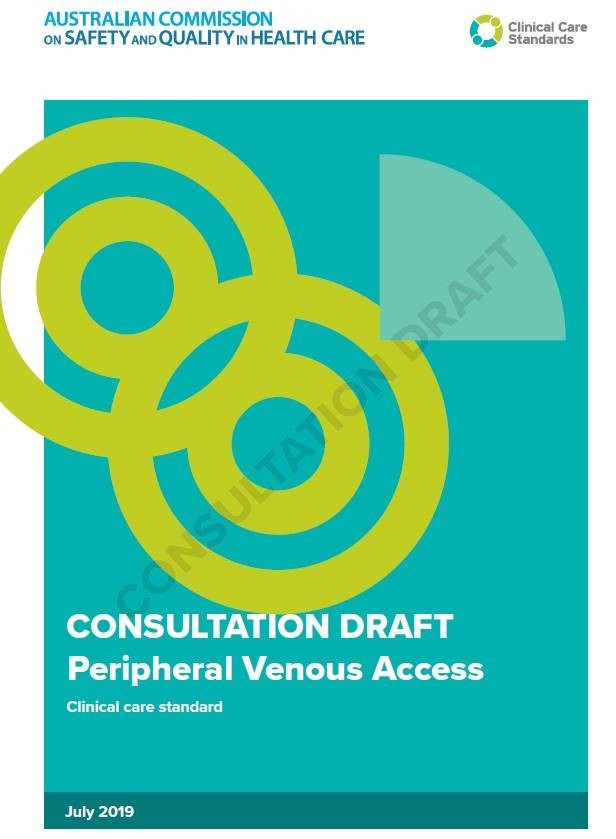 AUSTRALIAN COMMISSION
ON SAFETY AND QUALITY IN HEALTH CARE
Clinical Care
Standards
CONSULTATION DRAFT
CONSULTATION DRAFT
Peripheral Venous Access
Clinical care standard
July 2019